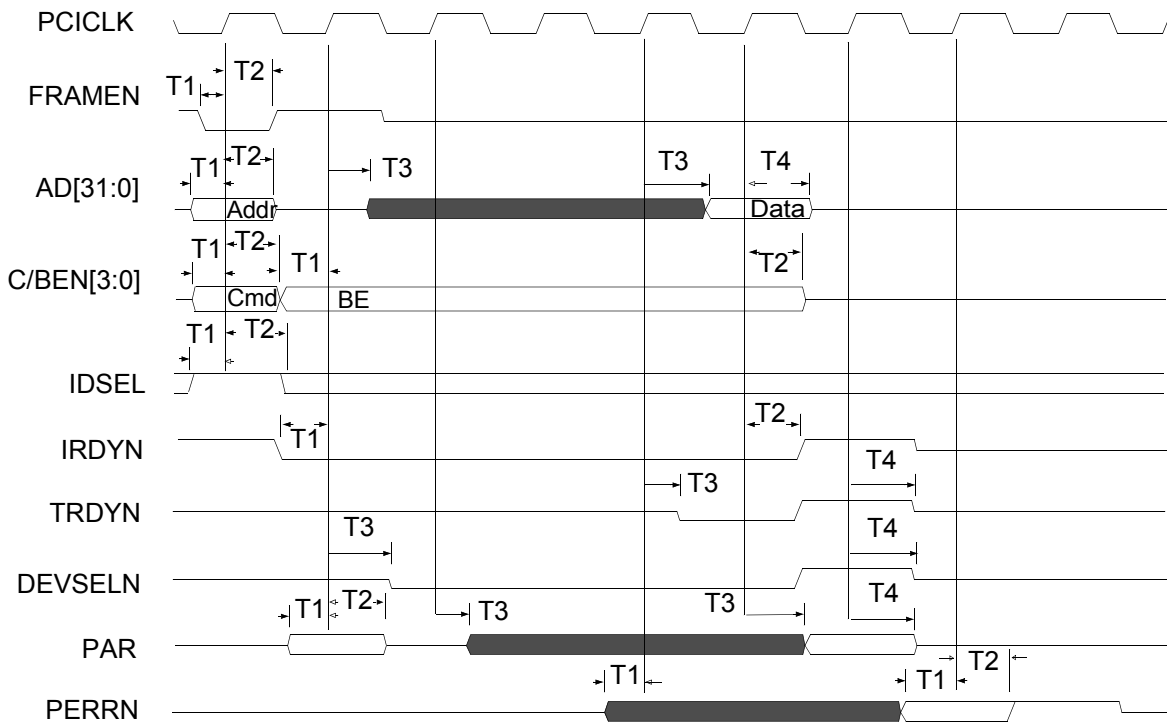 PCICLK
T1 T2
FRAMEN
T1 T2 T3 T3 T4
AD[31:0]
Addr Data
T1 T2 T1 T2
C/BEN[3:0]
Cmd BE
T1 T2
IDSEL
T1 T2
IRDYN
T3 T4
TRDYN
T3 T4
DEVSELN
T1 T2 T3 T3 T4
PAR
T1 T1 T2
PERRN